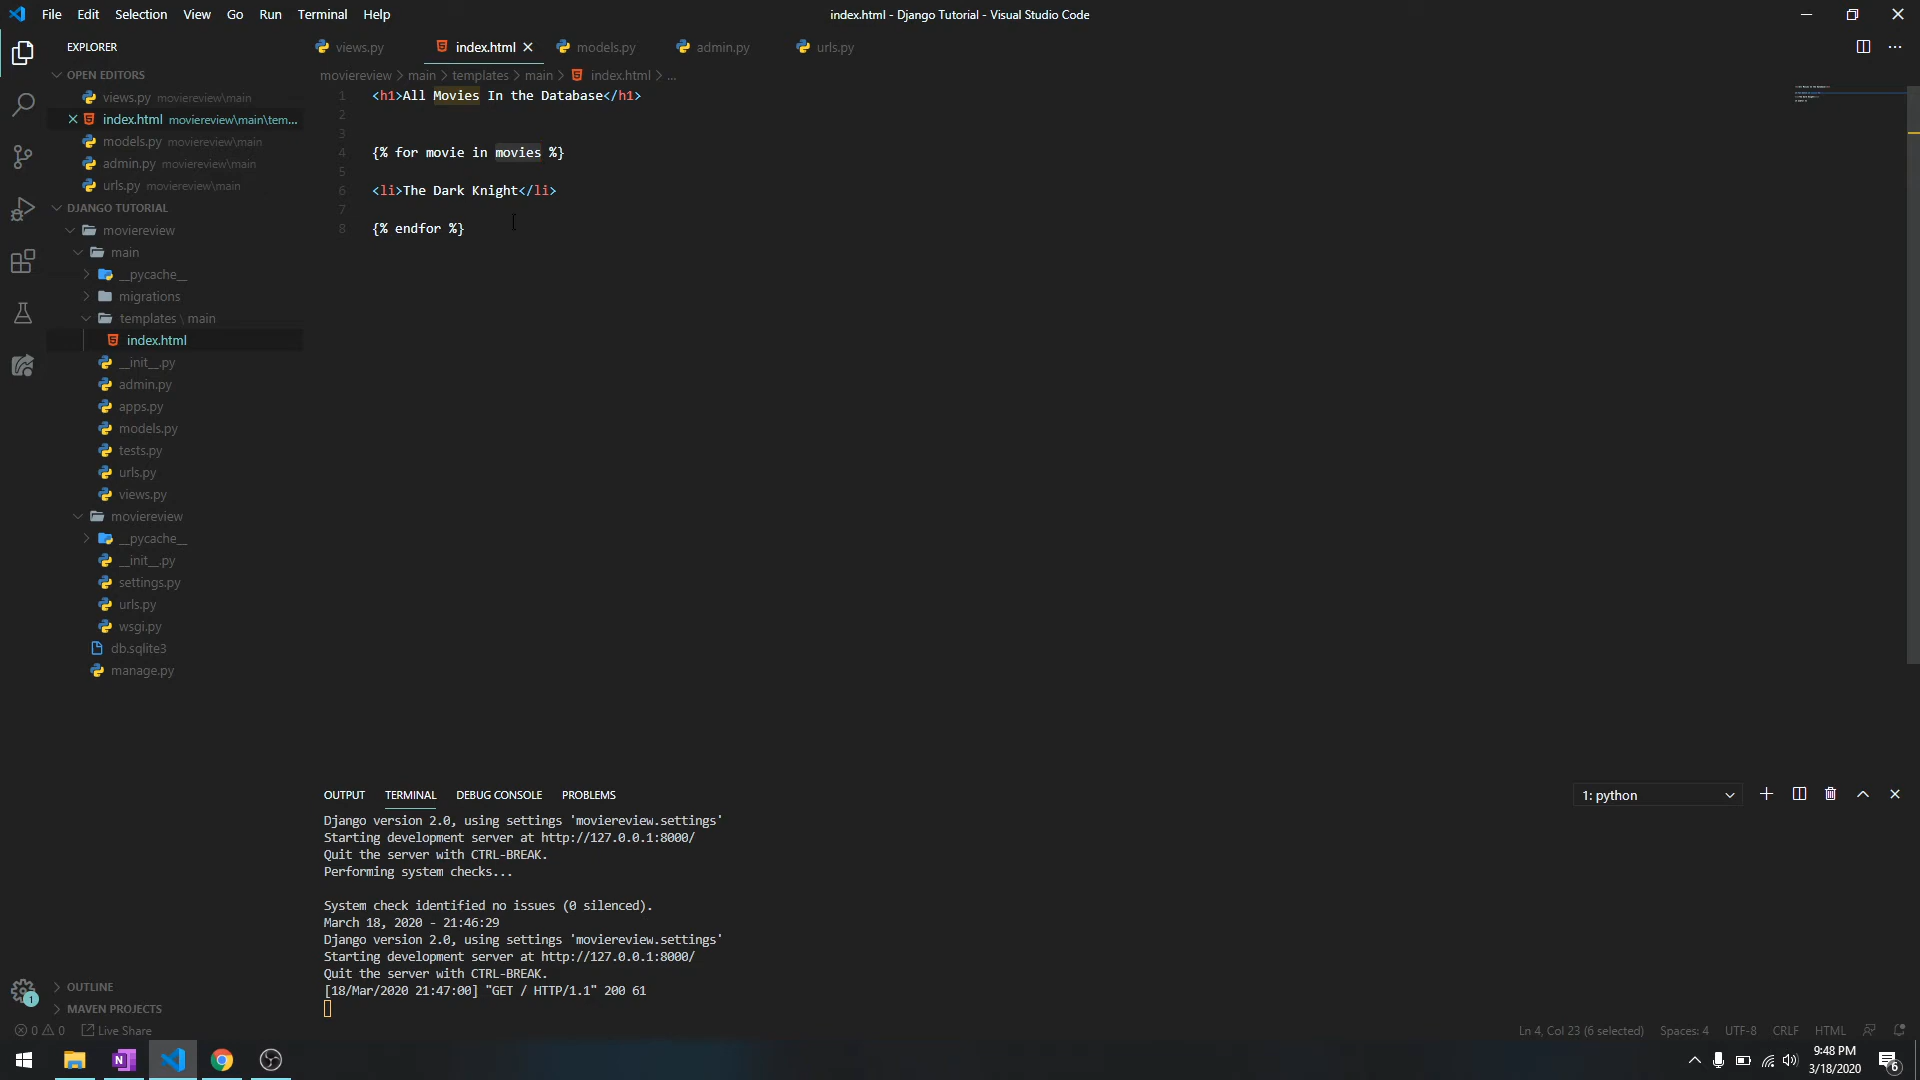 File Edit Selection View Go Run Terminal Help
index.html - Django Tutorial - Visual Studio Code
EXPLORER
OPEN EDITORS
views.py moviereview\main
index.html moviereview\main\tem...
models.py moviereview\main
admin.py moviereview\main
urls.py moviereview\main
DJANGO TUTORIAL
moviereview
main
__pycache__
migrations
templates \ main
index.html
__init__.py
admin.py
apps.py
models.py
tests.py
urls.py
views.py
moviereview
__pycache__
__init__.py
settings.py
urls.py
wsgi.py
db.sqlite3
manage.py
OUTLINE
MAVEN PROJECTS
views.py index.html models.py admin.py urls.py
moviereview > main > templates > main > index.html > ...
1 <h1>All Movies In the Database</h1>
2
3
4 {% for movie in movies %}
5
6 <li>The Dark Knight</li>
7
8 {% endfor %}
OUTPUT TERMINAL DEBUG CONSOLE PROBLEMS
1: python
Django version 2.0, using settings 'moviereview.settings'
Starting development server at http://127.0.0.1:8000/
Quit the server with CTRL-BREAK.
Performing system checks...
System check identified no issues (0 silenced).
March 18, 2020 - 21:46:29
Django version 2.0, using settings 'moviereview.settings'
Starting development server at http://127.0.0.1:8000/
Quit the server with CTRL-BREAK.
[18/Mar/2020 21:47:00] "GET / HTTP/1.1" 200 61
1
0 0 Live Share
Ln 4, Col 23 (6 selected) Spaces: 4 UTF-8 CRLF HTML
N
9:48 PM
3/18/2020
6